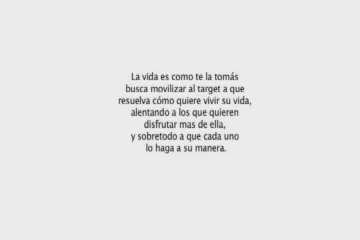 La vida es como te la tomás
busca movilizar al target a que
resuelva cómo quiere vivir su vida,
alentando a los que quieren
disfrutar mas de ella,
y sobretodo a que cada uno
lo haga a su manera.